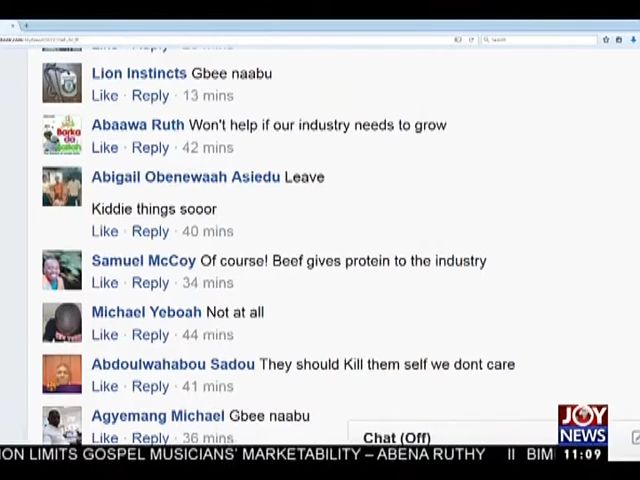 Lion Instincts Gbee naabu
Like · Reply · 13 mins
Abaawa Ruth Won't help if our industry needs to grow
Like · Reply · 42 mins
Abigail Obenewaah Asiedu Leave
Kiddie things sooor
Like · Reply · 40 mins
Samuel McCoy Of course! Beef gives protein to the industry
Like · Reply · 34 mins
Michael Yeboah Not at all
Like · Reply · 44 mins
Abdoulwahabou Sadou They should Kill them self we dont care
Like · Reply · 41 mins
Agyemang Michael Gbee naabu
Like · Reply · 36 mins
Chat (Off)
JOY
NEWS
ION LIMITS GOSPEL MUSICIANS' MARKETABILITY – ABENA RUTHY II BIM 11:09